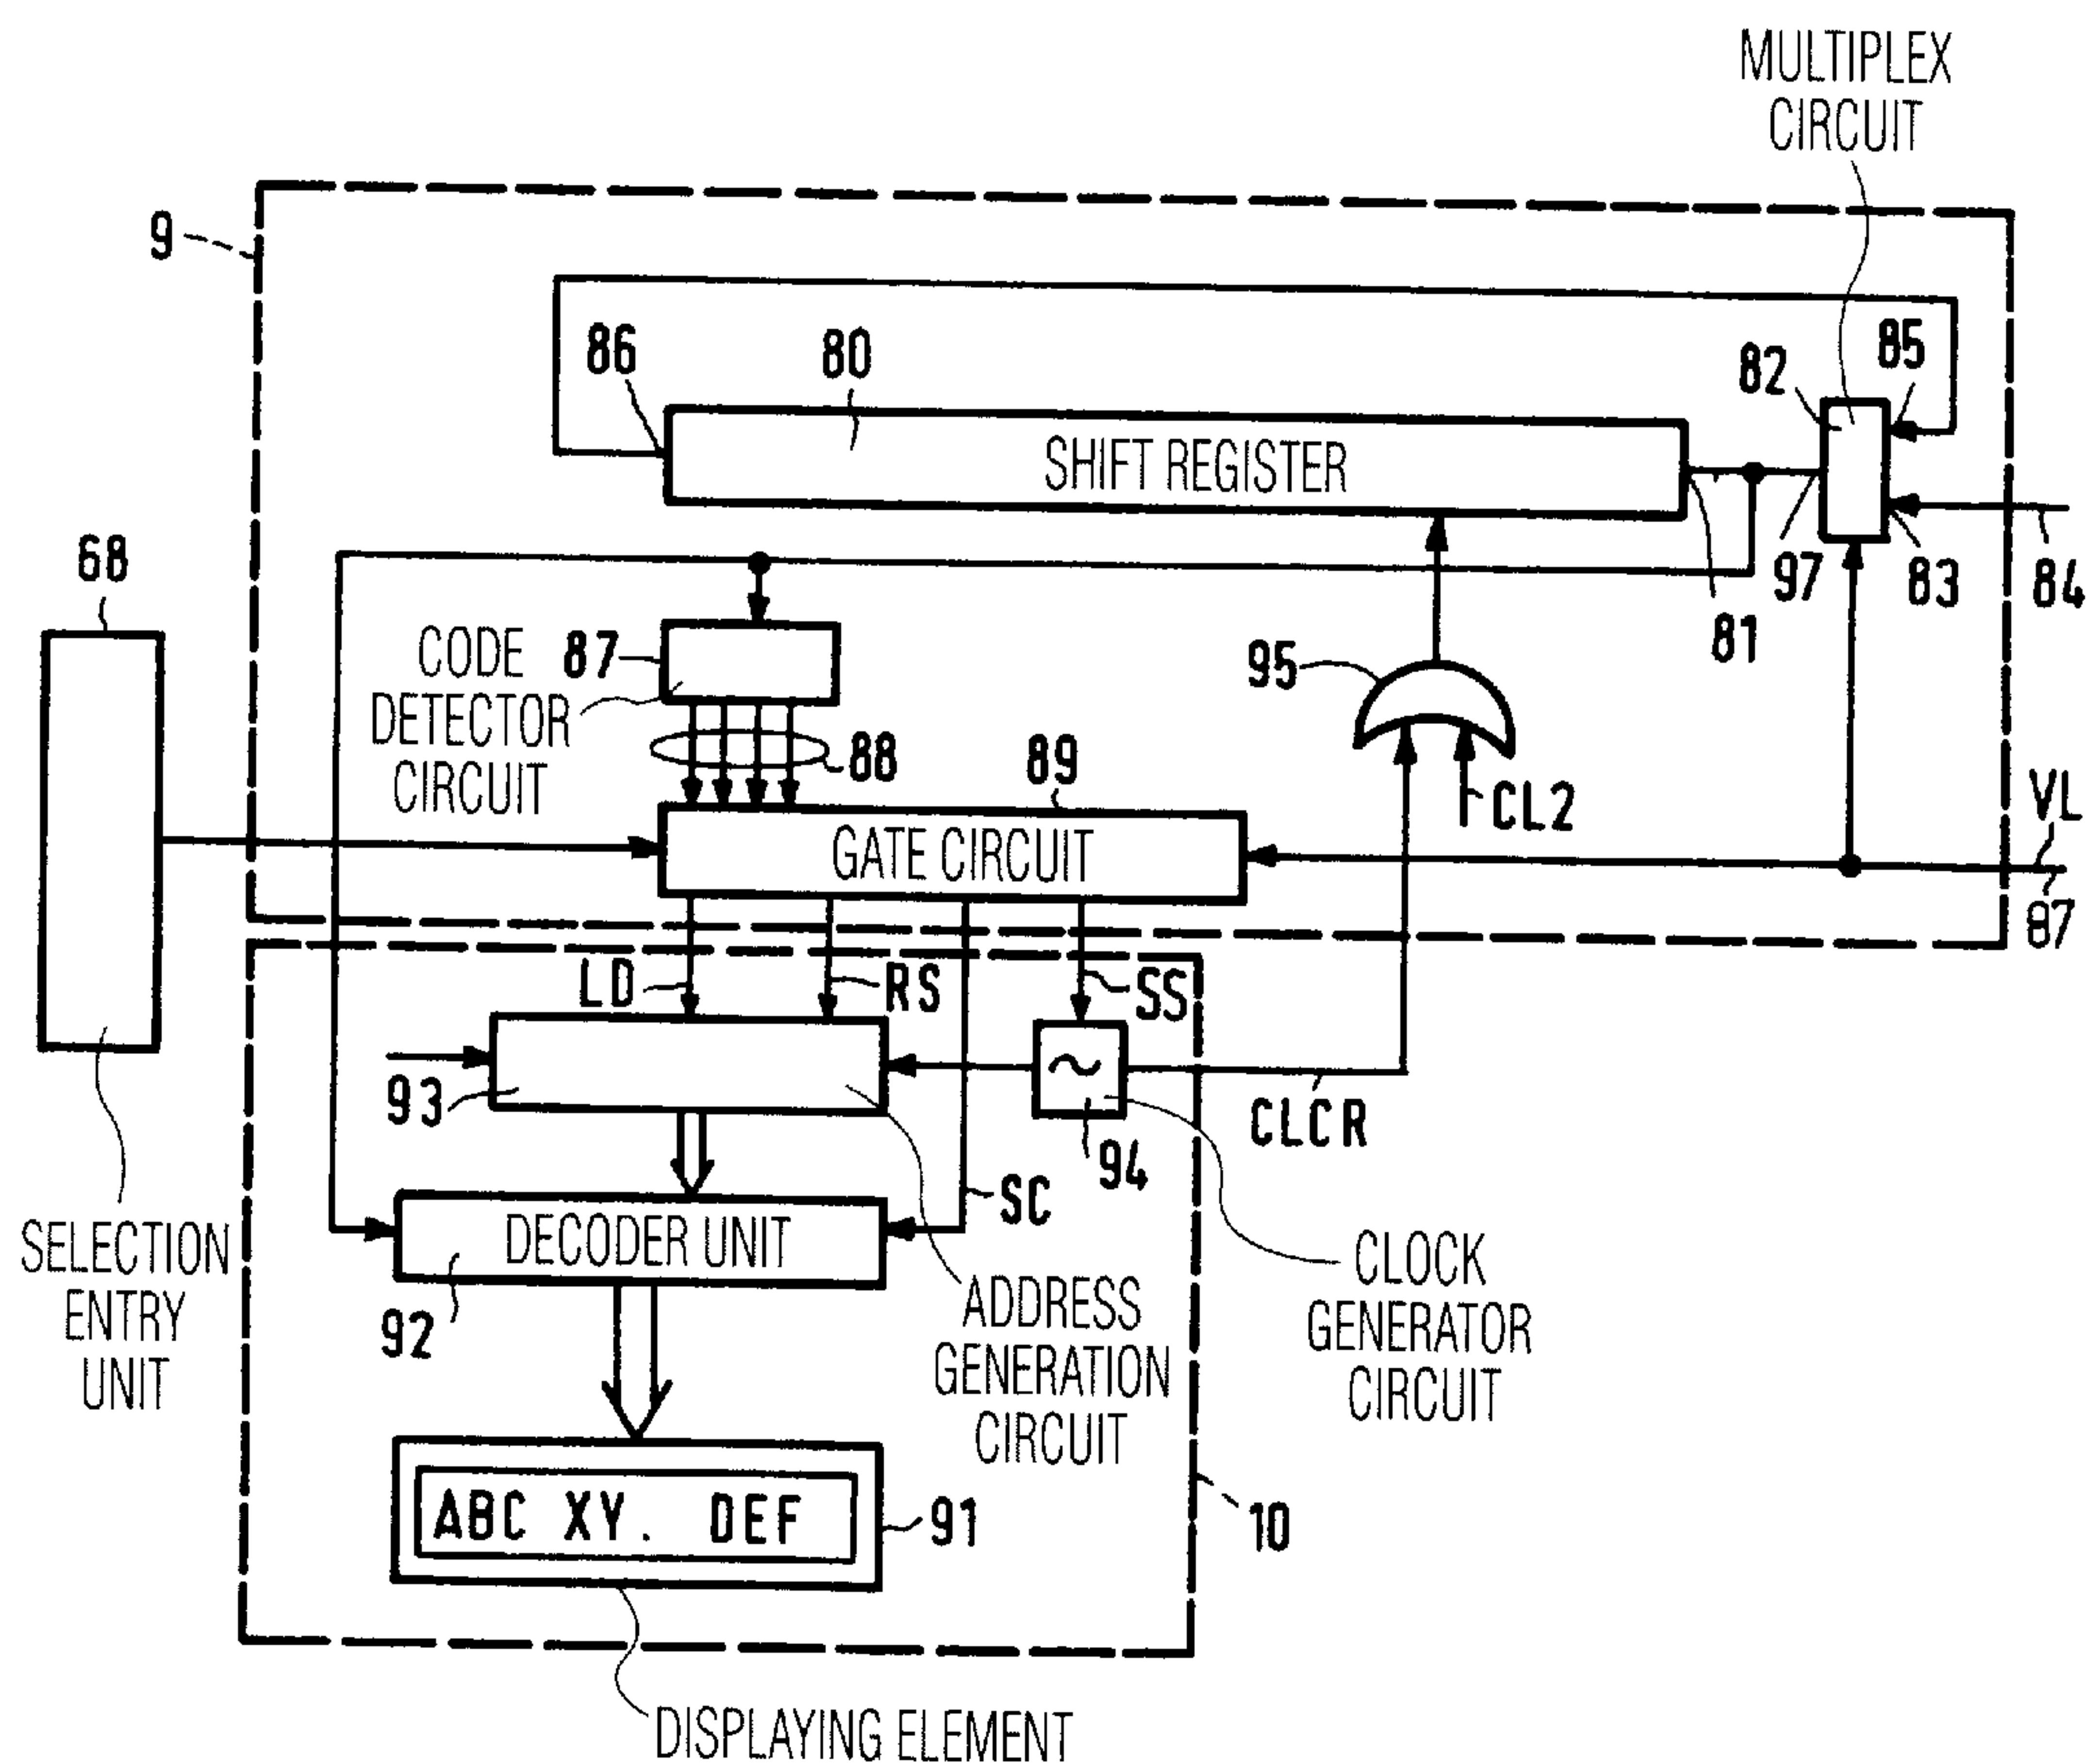 MULTIPLEX
CIRCUIT
9
86
80
82
85
SHIFT REGISTER
68
97
83
84
81
CODE
DETECTOR
CIRCUIT
87
95
88
89
CL2
VL
GATE CIRCUIT
87
LD
RS
SS
93
94
CLCR
SC
SELECTION
ENTRY
UNIT
DECODER UNIT
92
ADDRESS
GENERATION
CIRCUIT
CLOCK
GENERATOR
CIRCUIT
ABC XY. DEF
91
10
DISPLAYING ELEMENT